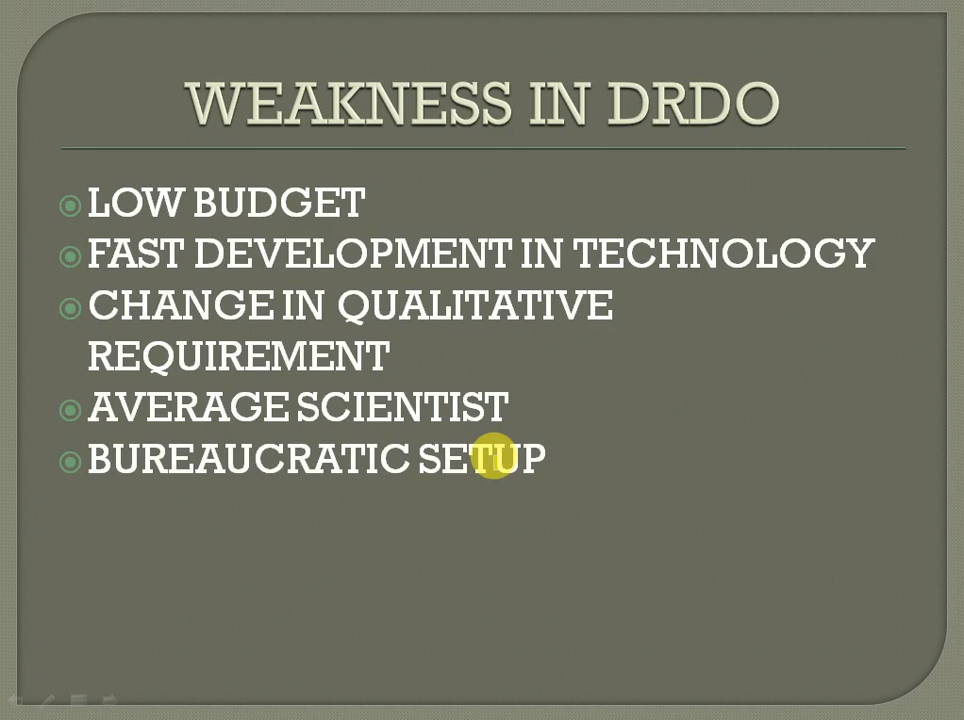 WEAKNESS IN DRDO
LOW BUDGET
FAST DEVELOPMENT IN TECHNOLOGY
CHANGE IN QUALITATIVE
REQUIREMENT
AVERAGE SCIENTIST
BUREAUCRATIC SETUP